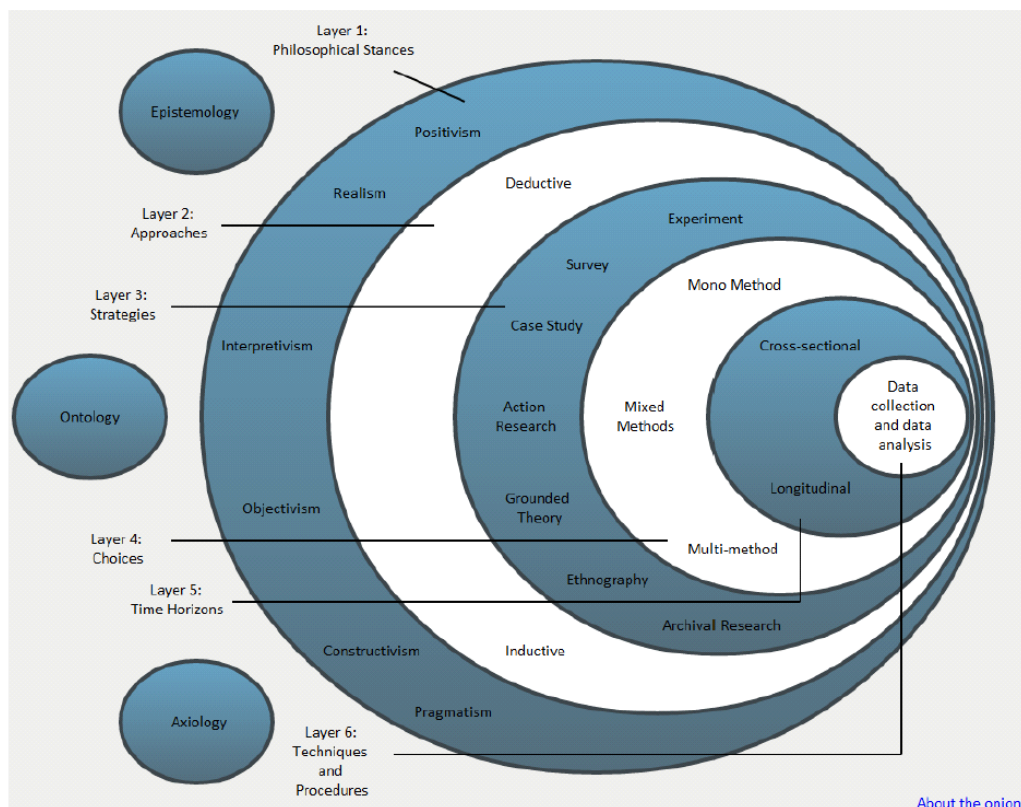 Layer 1:
Philosophical Stances
Epistemology
Positivism
Realism
Deductive
Layer 2:
Approaches
Experiment
Survey
Mono Method
Layer 3:
Strategies
Case Study
Interpretivism
Cross-sectional
Ontology
Action
Research
Mixed
Methods
Data
collection
and data
analysis
Longitudinal
Grounded
Theory
Objectivism
Layer 4:
Choices
Multi-method
Ethnography
Layer 5:
Time Horizons
Archival Research
Constructivism
Inductive
Pragmatism
Axiology
Layer 6:
Techniques
and
Procedures
About the onion